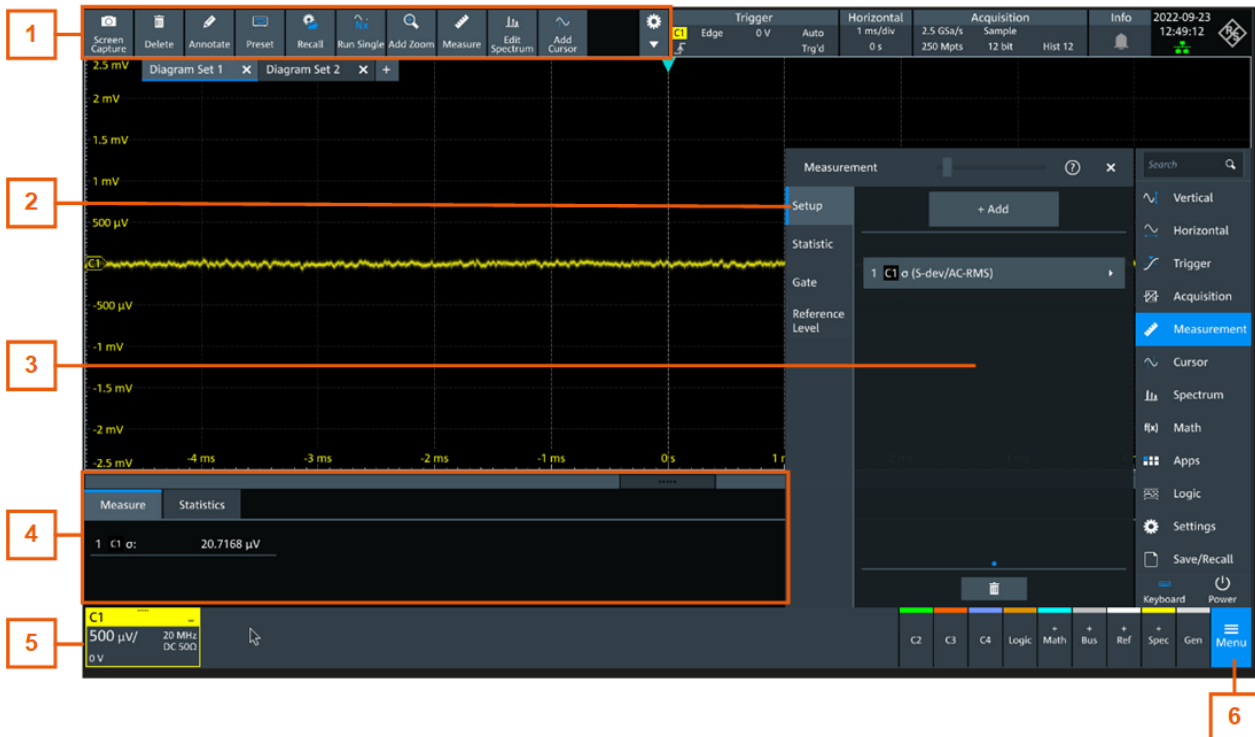 1
Screen Capture
Delete
Annotate
Preset
Recall
Run Single
Add Zoom
Measure
Edit Spectrum
Add Cursor
C1 Edge 0 V Auto
Trigger
Trg'd
Horizontal
1 ms/div
0 s
Acquisition
2.5 GSa/s Sample
250 Mpts 12 bit Hist 12
Info
2022-09-23
12:49:12
R&S
2.5 mV
Diagram Set 1 X
Diagram Set 2 X +
2 mV
1.5 mV
1 mV
2
500 µV
C1
-500 µV
-1 mV
3
-1.5 mV
-2 mV
-2.5 mV
-4 ms
-3 ms
-2 ms
-1 ms
0 s
Measurement ? X
Setup
Statistic
Gate
Reference Level
+ Add
1 C1 σ (S-dev/AC-RMS)
Search
Vertical
Horizontal
Trigger
Acquisition
Measurement
Cursor
Spectrum
f(x) Math
Apps
Logic
Settings
Save/Recall
Keyboard
Power
4
Measure
Statistics
1 C1 σ: 20.7168 µV
5
C1
500 µV/ 20 MHz
DC 50Ω
0 V
C2
C3
C4
Logic
+ Math
+ Bus
+ Ref
+ Spec
Gen
Menu
6